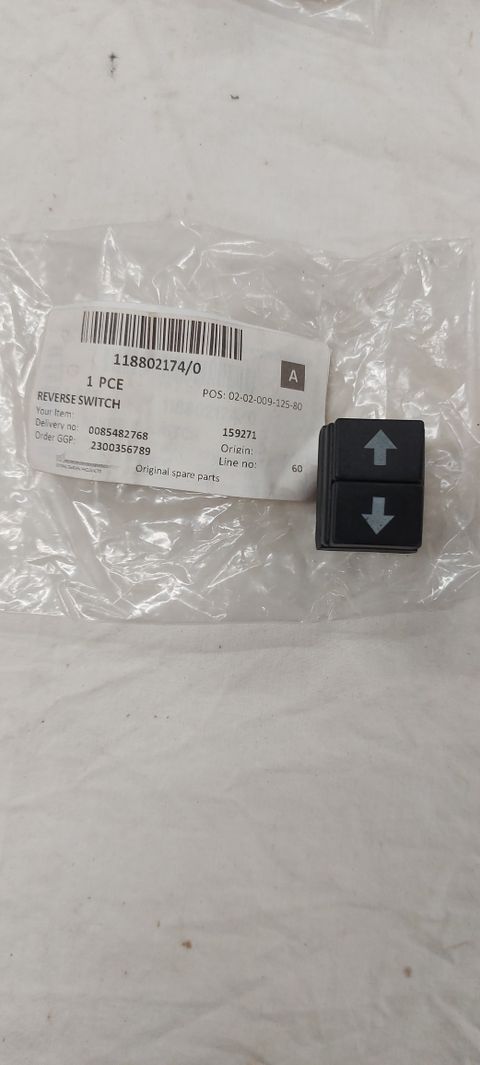 118802174/0
A
1 PCE
POS: 02-02-009-125-80
REVERSE SWITCH
Your Item: 159271
Delivery no: 0085482768 Origin:
Order GGP: 2300356789 Line no: 60
Original spare parts